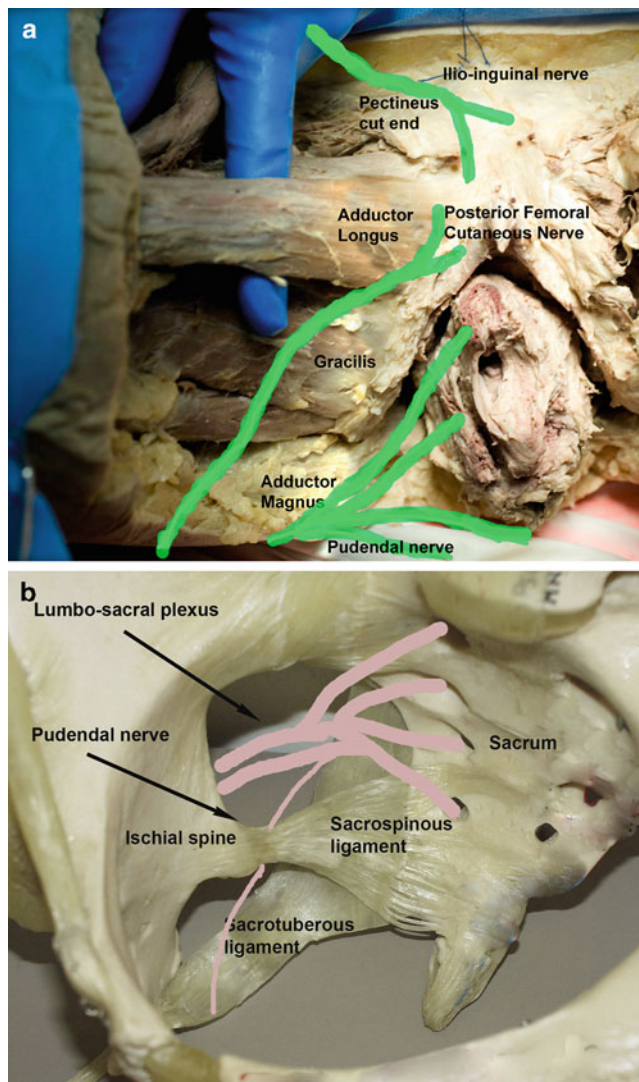 a
Ilio-inguinal nerve
Pectineus
cut end
Adductor
Longus
Posterior Femoral
Cutaneous Nerve
Gracilis
Adductor
Magnus
Pudendal nerve
b
Lumbo-sacral plexus
Pudendal nerve
Sacrum
Ischial spine
Sacrospinous
ligament
Sacrotuberous
ligament